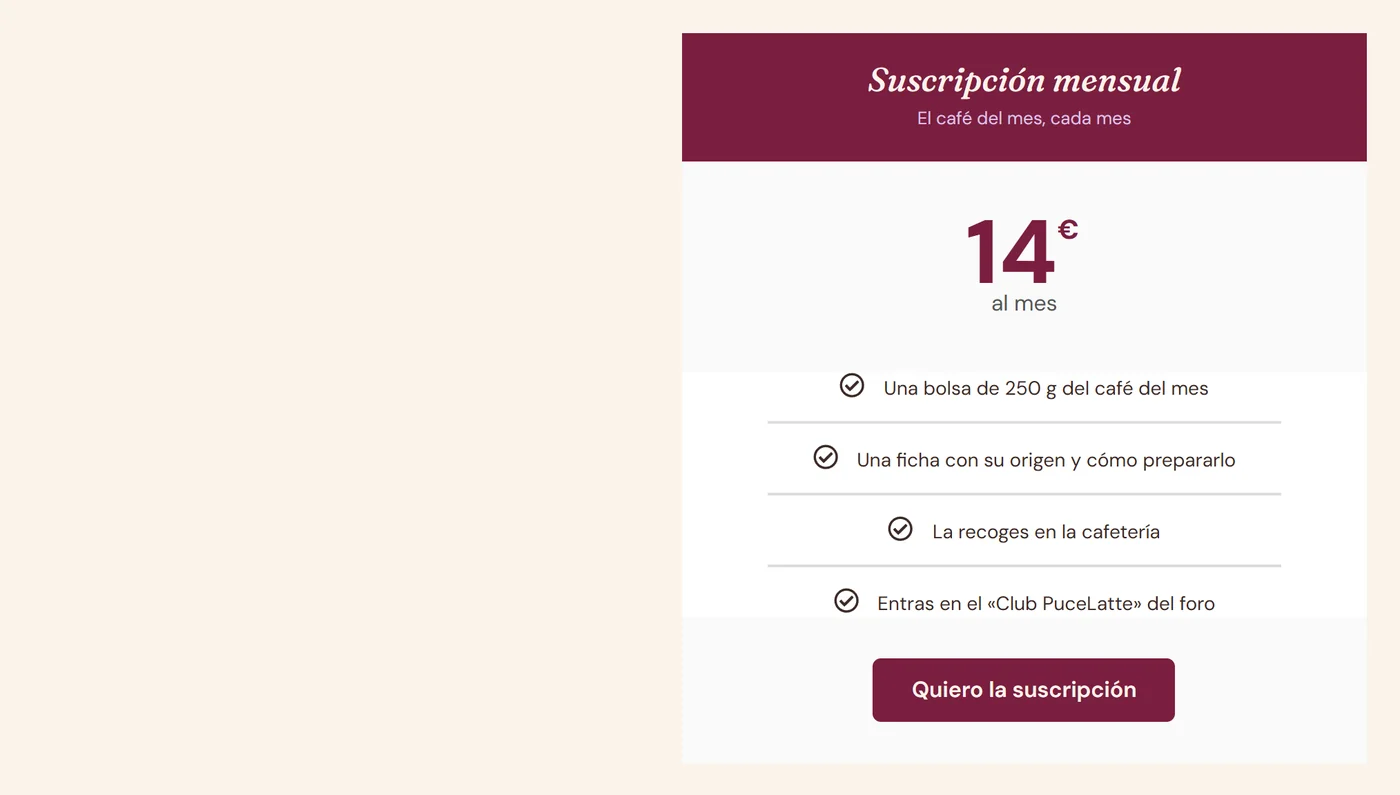 Suscripción mensual
El café del mes, cada mes
14€
al mes
Una bolsa de 250 g del café del mes
Una ficha con su origen y cómo prepararlo
La recoges en la cafetería
Entras en el «Club PuceLatte» del foro
Quiero la suscripción